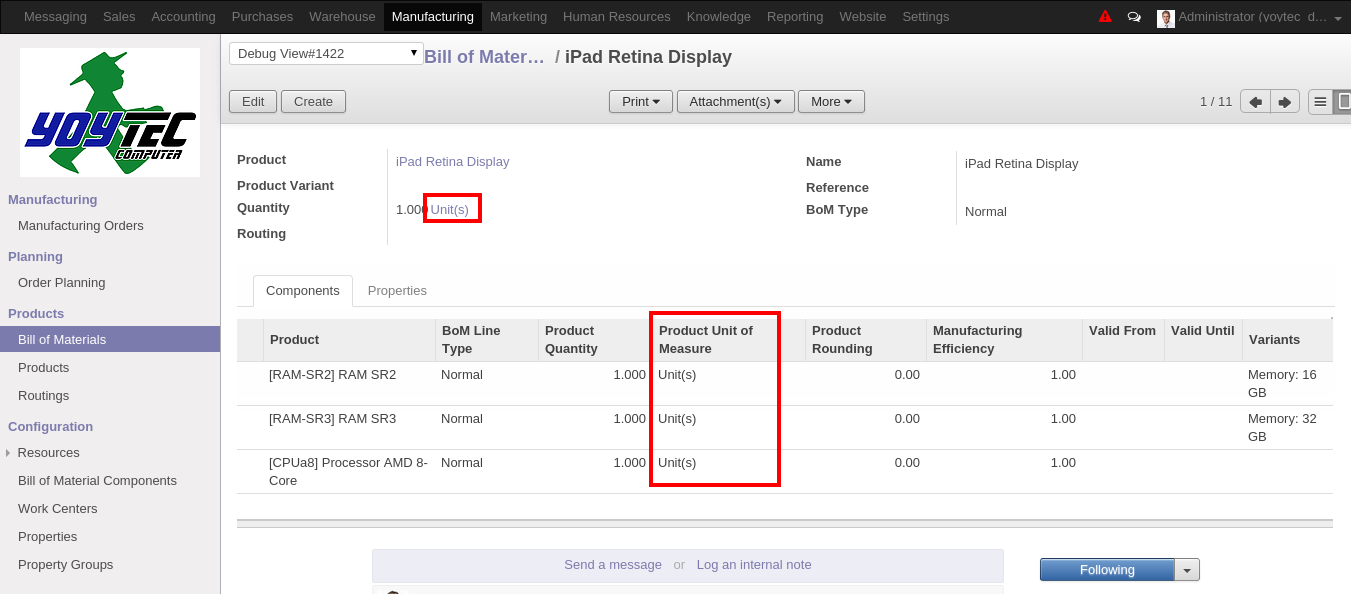 Messaging Sales Accounting Purchases Warehouse Manufacturing Marketing Human Resources Knowledge Reporting Website Settings Administrator (yoytec_d…
YOYTEC
COMPUTER
Manufacturing
Manufacturing Orders
Planning
Order Planning
Products
Bill of Materials
Products
Routings
Configuration
Resources
Bill of Material Components
Work Centers
Properties
Property Groups
Debug View#1422
Bill of Mater… / iPad Retina Display
Edit Create Print Attachment(s) More 1 / 11
Product iPad Retina Display
Product Variant
Quantity 1.000 Unit(s)
Routing
Name iPad Retina Display
Reference
BoM Type Normal
Components Properties
Product BoM Line Type Product Quantity Product Unit of Measure Product Rounding Manufacturing Efficiency Valid From Valid Until Variants
[RAM-SR2] RAM SR2 Normal 1.000 Unit(s) 0.00 1.00 Memory: 16 GB
[RAM-SR3] RAM SR3 Normal 1.000 Unit(s) 0.00 1.00 Memory: 32 GB
[CPUa8] Processor AMD 8-Core Normal 1.000 Unit(s) 0.00 1.00
Send a message or Log an internal note
Following